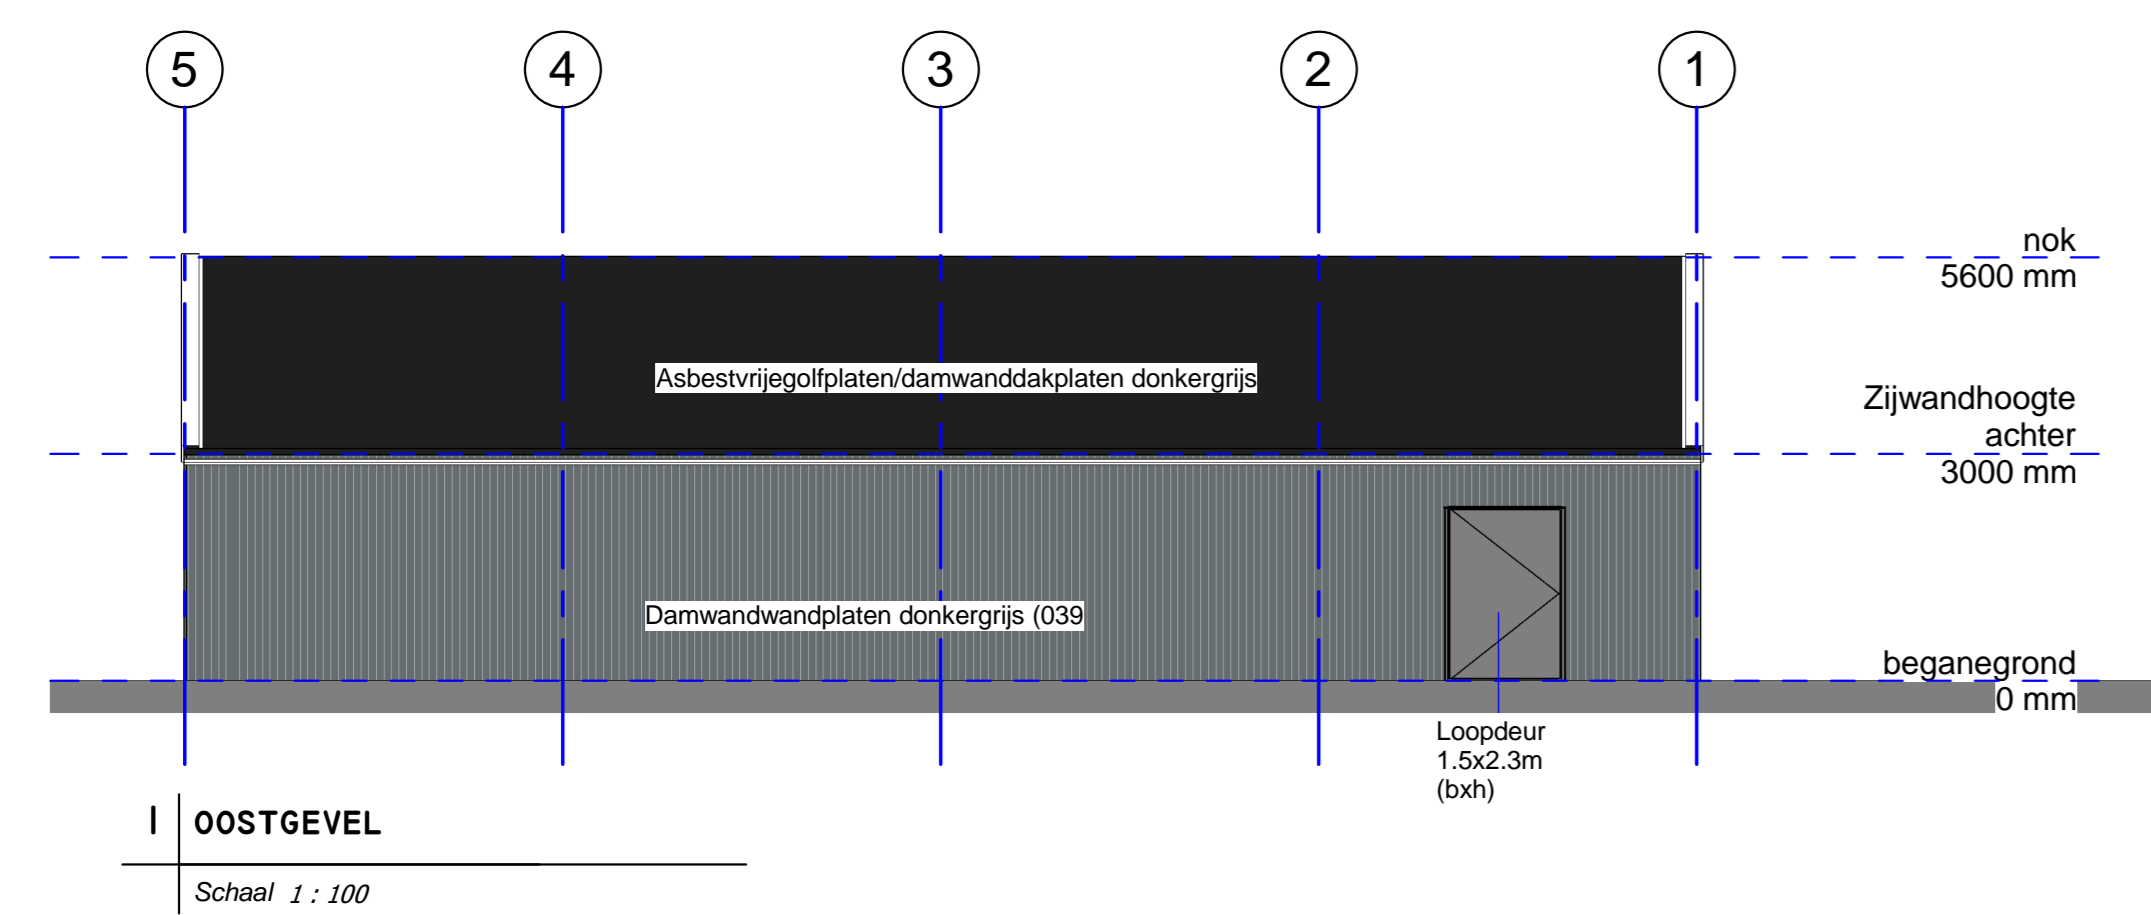 5 4 3 2 1
nok
5600 mm
Asbestvrijegolfplaten/damwanddakplaten donkergrijs
Zijwandhoogte
achter
3000 mm
Damwandwandplaten donkergrijs (039
beganegrond
0 mm
Loopdeur
1.5x2.3m
(bxh)
I OOSTGEVEL
Schaal 1 : 100